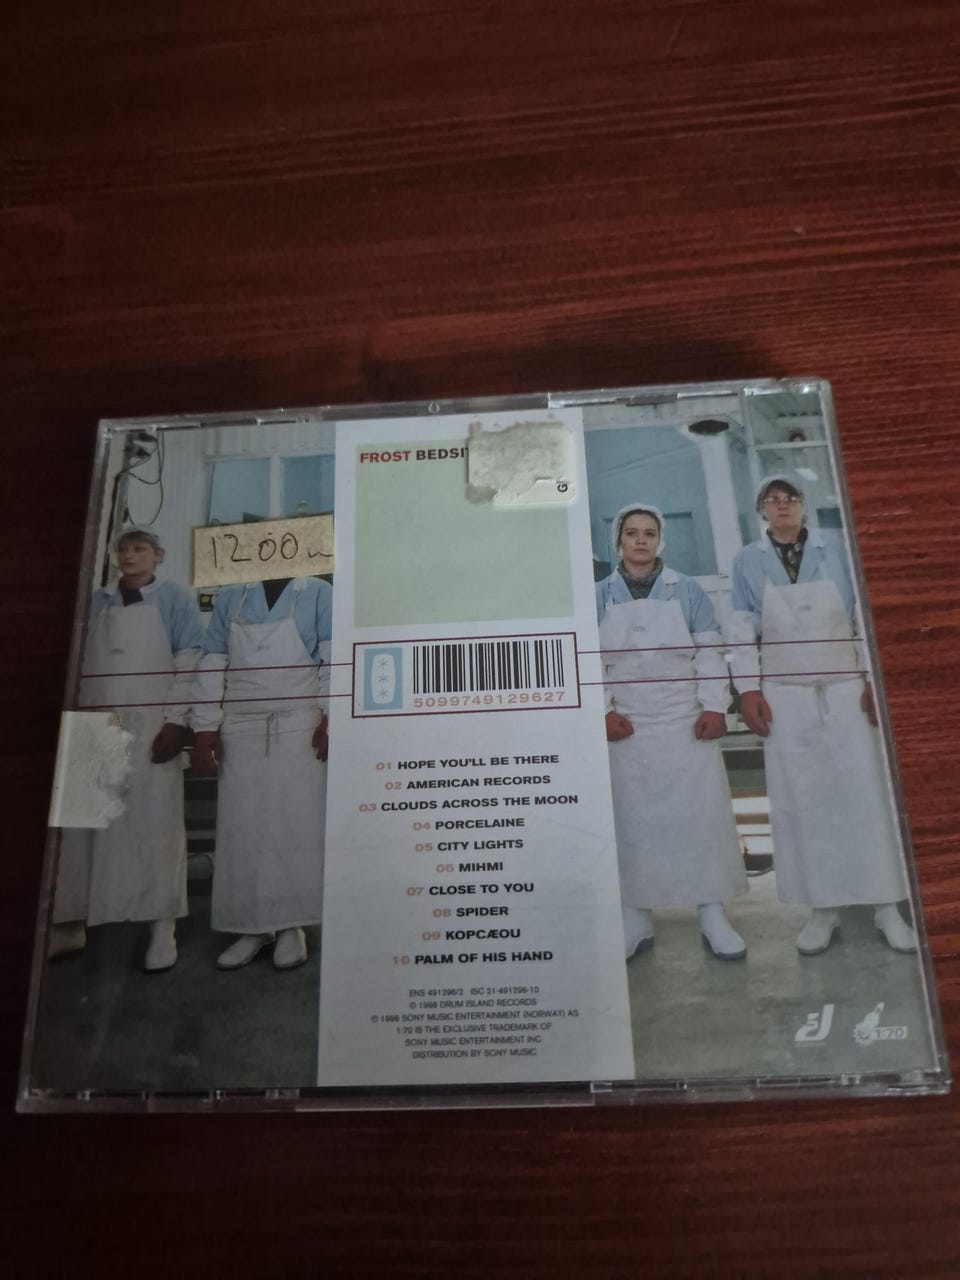 FROST BEDSI
1200
5099749129627
01 HOPE YOU'LL BE THERE
02 AMERICAN RECORDS
03 CLOUDS ACROSS THE MOON
04 PORCELAINE
05 CITY LIGHTS
06 MIHMI
07 CLOSE TO YOU
08 SPIDER
09 KOPCÆOU
10 PALM OF HIS HAND
ENS 491296/2 ISC 21-491296-10
© 1998 DRUM ISLAND RECORDS
© 1998 SONY MUSIC ENTERTAINMENT (NORWAY) AS
1:70 IS THE EXCLUSIVE TRADEMARK OF
SONY MUSIC ENTERTAINMENT INC.
DISTRIBUTION BY SONY MUSIC
1:70